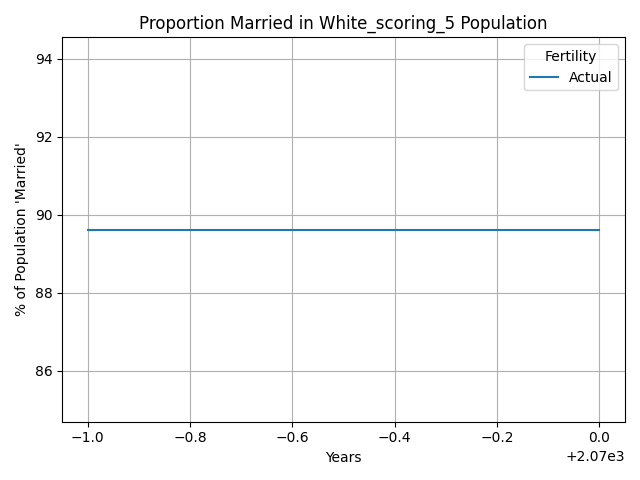 Proportion Married in White_scoring_5 Population
Fertility
Actual
94
92
90
88
86
% of Population 'Married'
−1.0
−0.8
−0.6
−0.4
−0.2
0.0
Years
+2.07e3